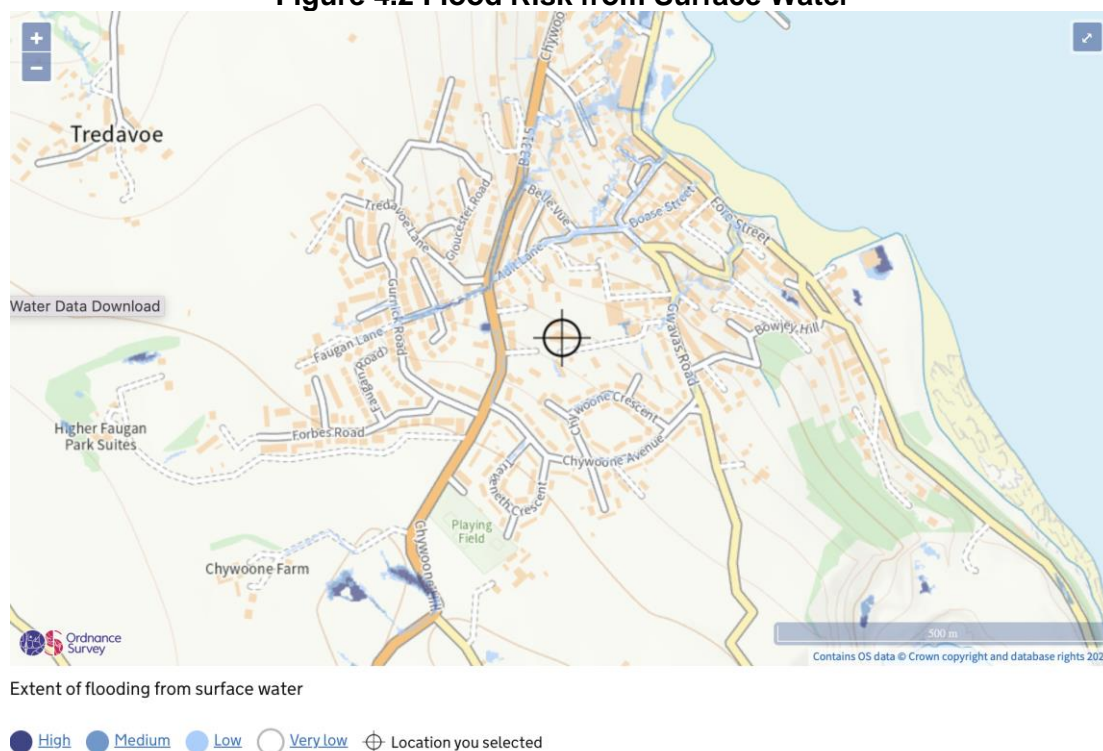 Figure 4.2 Flood Risk from Surface Water
+
−
Tredavoe
Chywoo
B3315
Tredavoe Lane
Gloucester Road
Belle Vue
Boase Street
Fore Street
Adit Lane
Water Data Download
Gurnick Road
Gwavas Road
Bowjey Hill
Faugan Lane
Faugan Road
Higher Faugan
Park Suites
Forbes Road
Chywoone Crescent
Chywoone Avenue
Treveneth Crescent
Playing
Field
Chywoone Farm
Chywoone Hill
Ordnance
Survey
500 m
Contains OS data © Crown copyright and database rights 202
Extent of flooding from surface water
High Medium Low Very low Location you selected